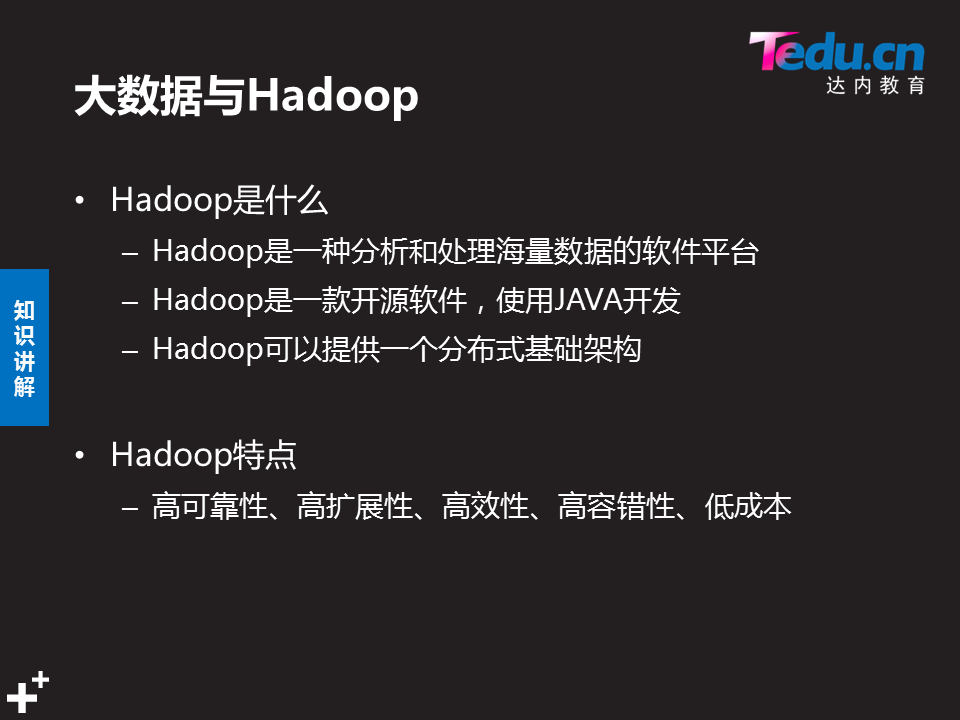 Tedu.cn
达内教育
大数据与Hadoop
• Hadoop是什么
– Hadoop是一种分析和处理海量数据的软件平台
– Hadoop是一款开源软件，使用JAVA开发
– Hadoop可以提供一个分布式基础架构
知识讲解
• Hadoop特点
– 高可靠性、高扩展性、高效性、高容错性、低成本